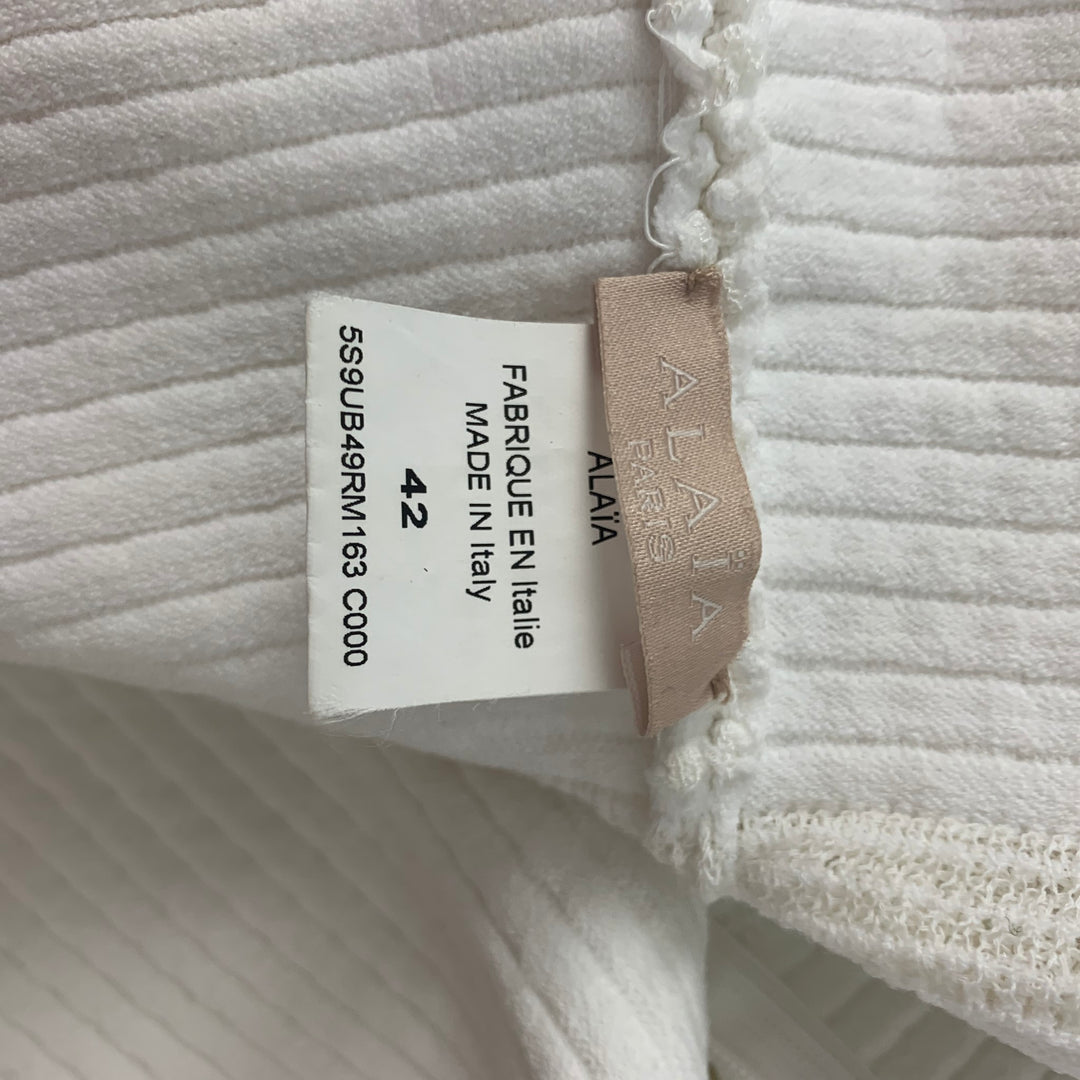 ALAÏA
PARIS
ALAÏA
FABRIQUE EN Italie
MADE IN Italy
42
5S9UB49RM163 C000